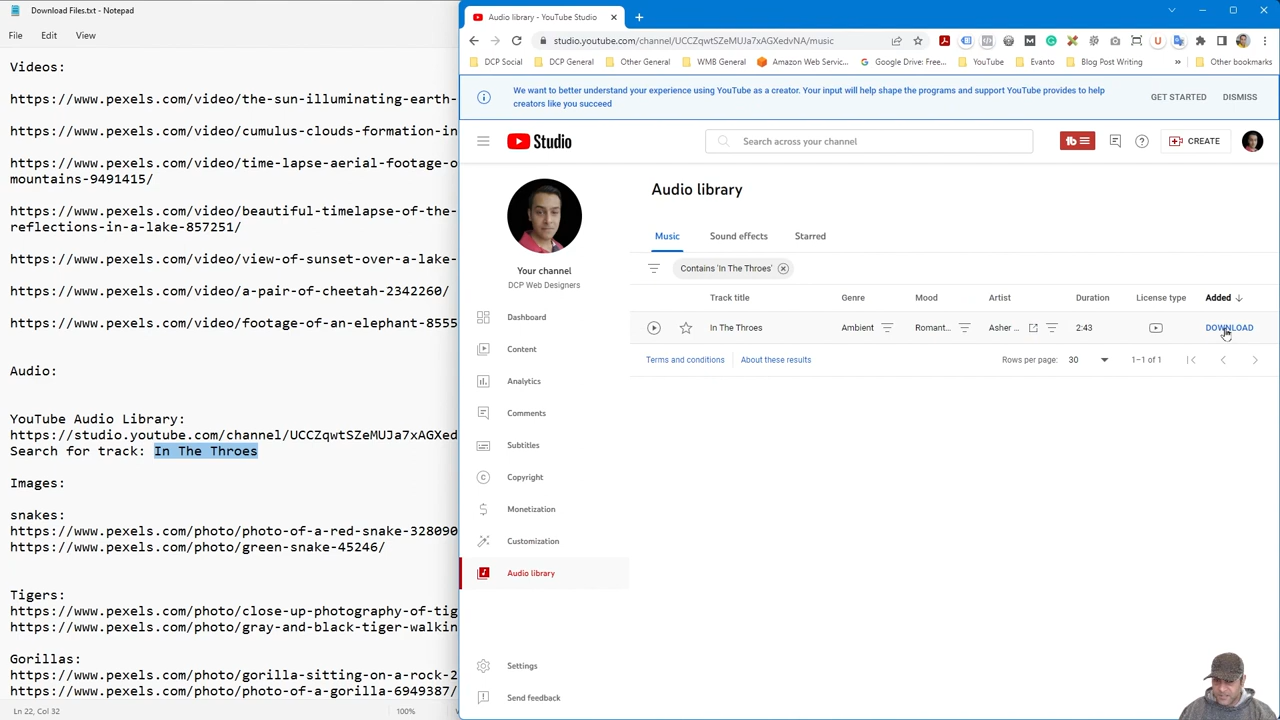 Download Files.txt - Notepad
File Edit View
Videos:
https://www.pexels.com/video/the-sun-illuminating-earth-
https://www.pexels.com/video/cumulus-clouds-formation-in
https://www.pexels.com/video/time-lapse-aerial-footage-o
mountains-9491415/
https://www.pexels.com/video/beautiful-timelapse-of-the-
reflections-in-a-lake-857251/
https://www.pexels.com/video/view-of-sunset-over-a-lake-
https://www.pexels.com/video/a-pair-of-cheetah-2342260/
https://www.pexels.com/video/footage-of-an-elephant-8555
Audio:
YouTube Audio Library:
https://studio.youtube.com/channel/UCCZqwtSZeMUJa7xAGXed
Search for track: In The Throes
Images:
snakes:
https://www.pexels.com/photo/photo-of-a-red-snake-328090
https://www.pexels.com/photo/green-snake-45246/
Tigers:
https://www.pexels.com/photo/close-up-photography-of-tig
https://www.pexels.com/photo/gray-and-black-tiger-walkin
Gorillas:
https://www.pexels.com/photo/gorilla-sitting-on-a-rock-2
https://www.pexels.com/photo/photo-of-a-gorilla-6949387/
Ln 22, Col 32 100%
Audio library - YouTube Studio
studio.youtube.com/channel/UCCZqwtSZeMUJa7xAGXedvNA/music
DCP Social DCP General Other General WMB General Amazon Web Servic... Google Drive: Free... YouTube Evanto Blog Post Writing » Other bookmarks
We want to better understand your experience using YouTube as a creator. Your input will help shape the programs and support YouTube provides to help
creators like you succeed
GET STARTED DISMISS
Studio
Search across your channel
tb
CREATE
Your channel
DCP Web Designers
Dashboard
Content
Analytics
Comments
Subtitles
Copyright
Monetization
Customization
Audio library
Settings
Send feedback
Audio library
Music Sound effects Starred
Contains 'In The Throes'
Track title Genre Mood Artist Duration License type Added
In The Throes Ambient Romant... Asher ... 2:43 DOWNLOAD
Terms and conditions About these results Rows per page: 30 1–1 of 1